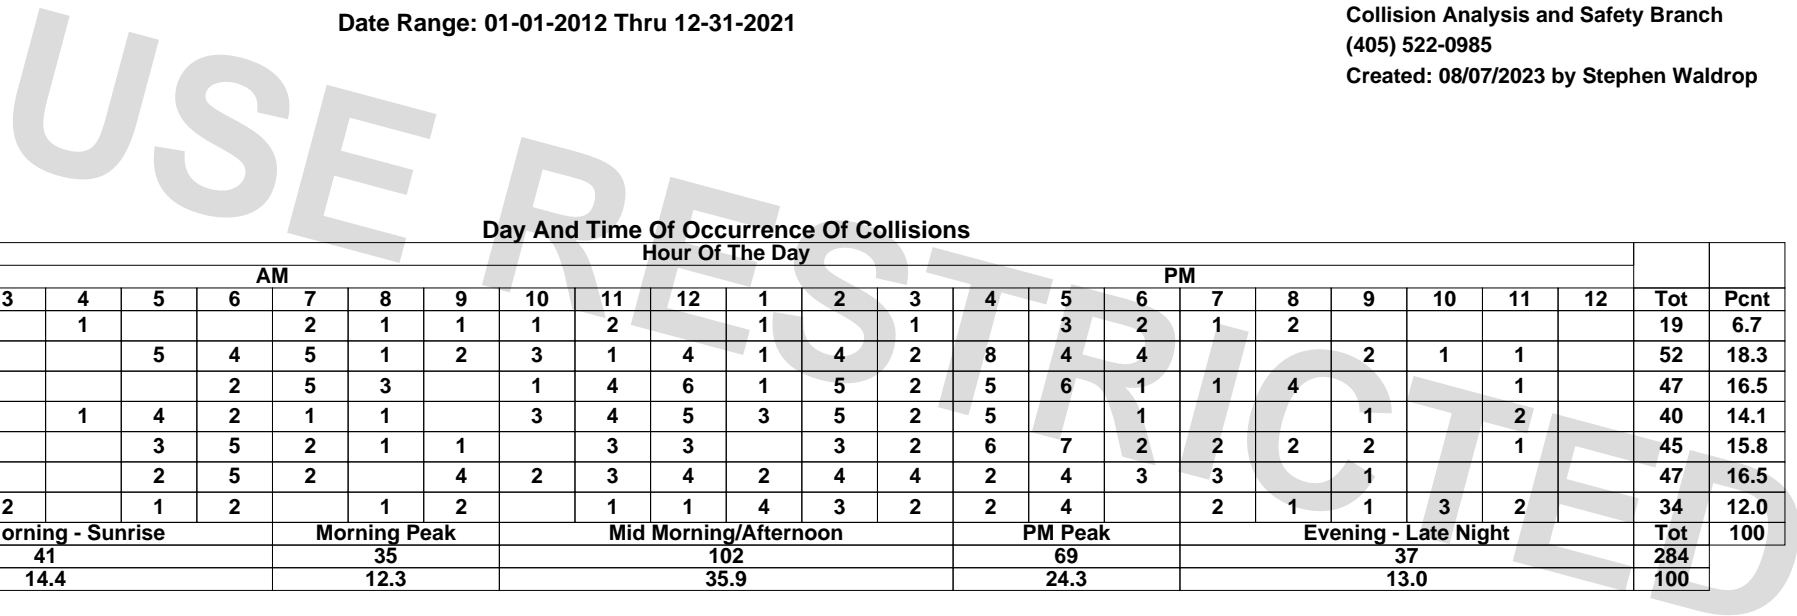 Date Range: 01-01-2012 Thru 12-31-2021
Collision Analysis and Safety Branch
(405) 522-0985
Created: 08/07/2023 by Stephen Waldrop
USE RESTRICTED
Day And Time Of Occurrence Of Collisions
Hour Of The Day
AM PM
3 4 5 6 7 8 9 10 11 12 1 2 3 4 5 6 7 8 9 10 11 12 Tot Pcnt
1 2 1 1 1 2 1 1 3 2 1 2 19 6.7
5 4 5 1 2 3 1 4 1 4 2 8 4 4 2 1 1 52 18.3
2 5 3 1 4 6 1 5 2 5 6 1 1 4 1 47 16.5
1 4 2 1 1 3 4 5 3 5 2 5 1 1 2 40 14.1
3 5 2 1 1 3 3 3 2 6 7 2 2 2 2 1 45 15.8
2 5 2 4 2 3 4 2 4 4 2 4 3 3 1 47 16.5
2 1 2 1 2 1 1 4 3 2 2 4 2 1 1 3 2 34 12.0
orning - Sunrise Morning Peak Mid Morning/Afternoon PM Peak Evening - Late Night Tot 100
41 35 102 69 37 284
14.4 12.3 35.9 24.3 13.0 100